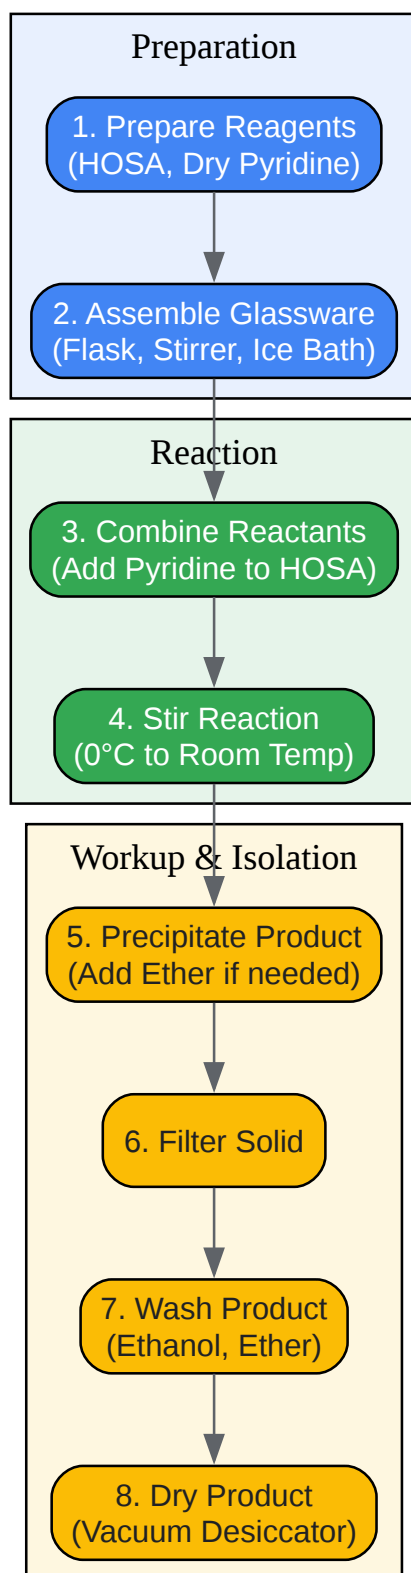 Preparation
1. Prepare Reagents
(HOSA, Dry Pyridine)
2. Assemble Glassware
(Flask, Stirrer, Ice Bath)
Reaction
3. Combine Reactants
(Add Pyridine to HOSA)
4. Stir Reaction
(0°C to Room Temp)
Workup & Isolation
5. Precipitate Product
(Add Ether if needed)
6. Filter Solid
7. Wash Product
(Ethanol, Ether)
8. Dry Product
(Vacuum Desiccator)